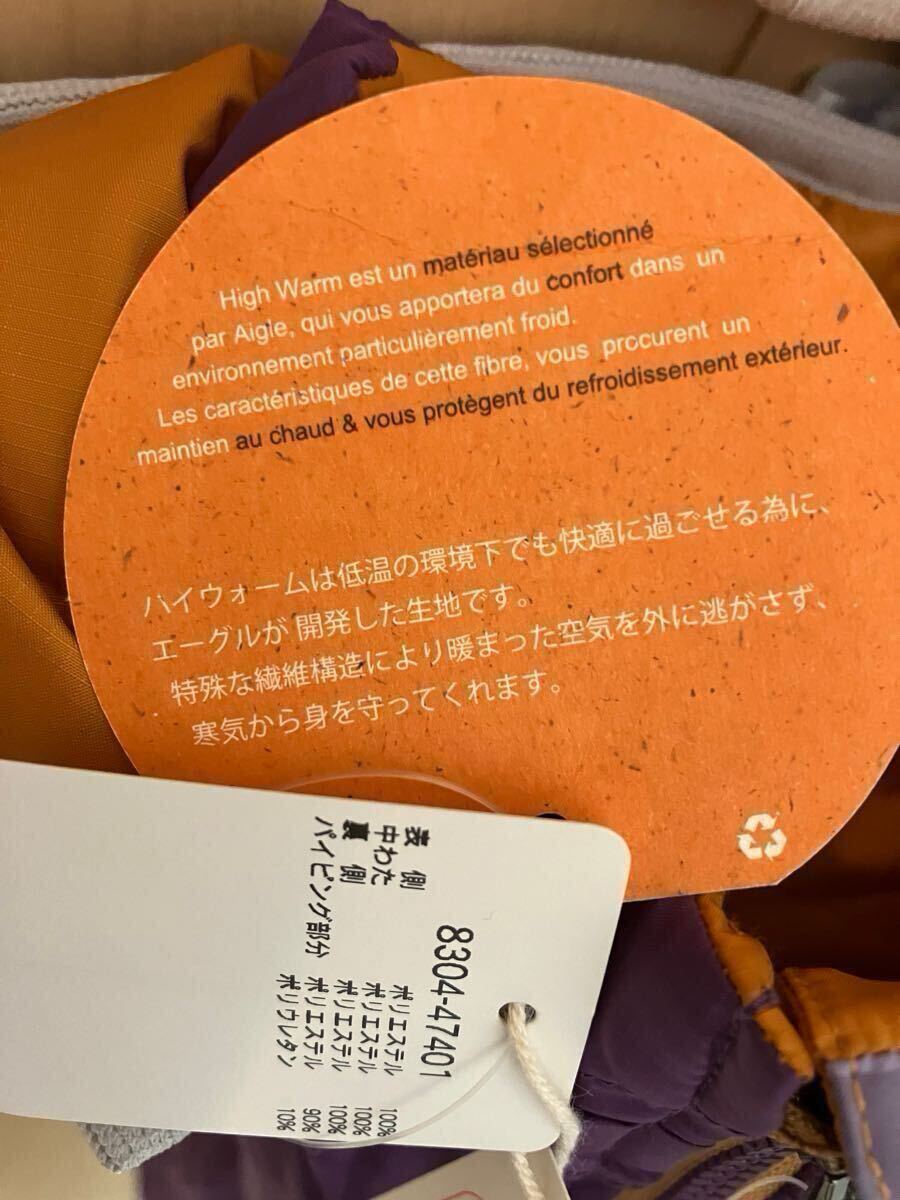 High Warm est un matériau sélectionné
par Aigle, qui vous apportera du confort dans un
environnement particulièrement froid.
Les caractéristiques de cette fibre, vous procurent un
maintien au chaud & vous protègent du refroidissement extérieur.
ハイウォームは低温の環境下でも快適に過ごせる為に、
エーグルが開発した生地です。
特殊な繊維構造により暖まった空気を外に逃がさず、
寒気から身を守ってくれます。
8304-47401
表 側 ポリエステル 100%
中わた ポリエステル 100%
裏 側 ポリエステル 100%
パイピング部分 ポリエステル 90%
ポリウレタン 10%